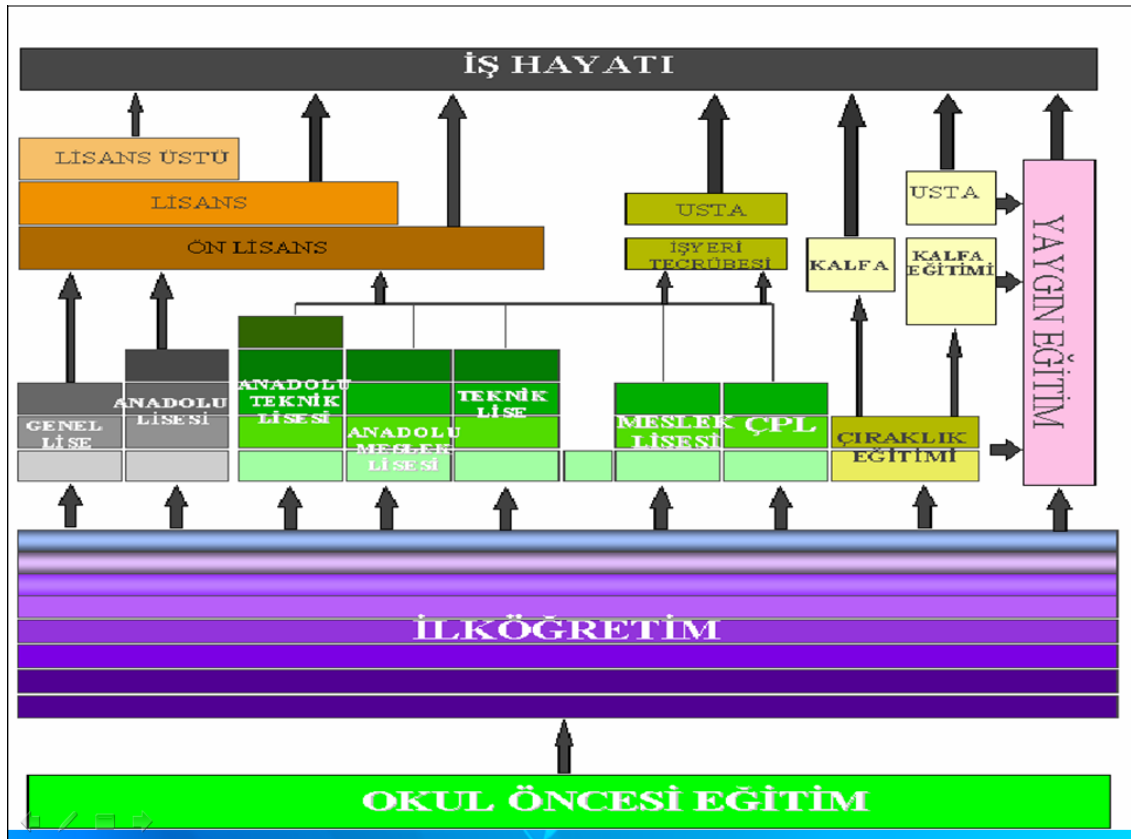 İŞ HAYATI
LİSANS ÜSTÜ
LİSANS
ÖN LİSANS
USTA
İŞYERİ
TECRÜBESİ
KALFA
USTA
KALFA
EĞİTİMİ
YAYGIN EĞİTİM
GENEL
LİSE
ANADOLU
LİSESİ
ANADOLU
TEKNİK
LİSESİ
ANADOLU
MESLEK
LİSESİ
TEKNİK
LİSE
MESLEK
LİSESİ
ÇPL
ÇIRAKLIK
EĞİTİMİ
İLKÖĞRETİM
OKUL ÖNCESİ EĞİTİM